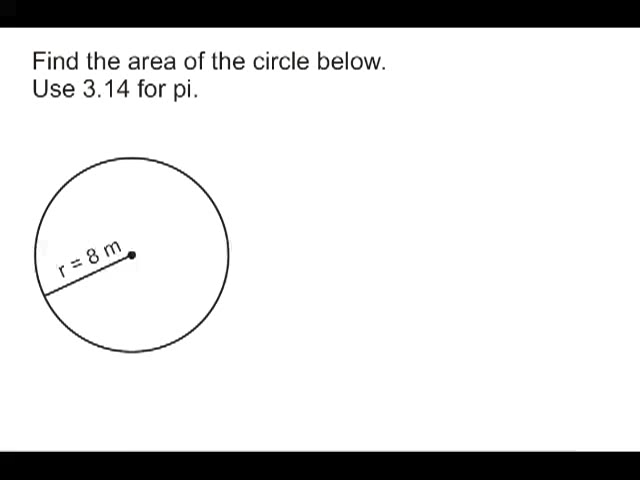 Find the area of the circle below.
Use 3.14 for pi.
r = 8 m